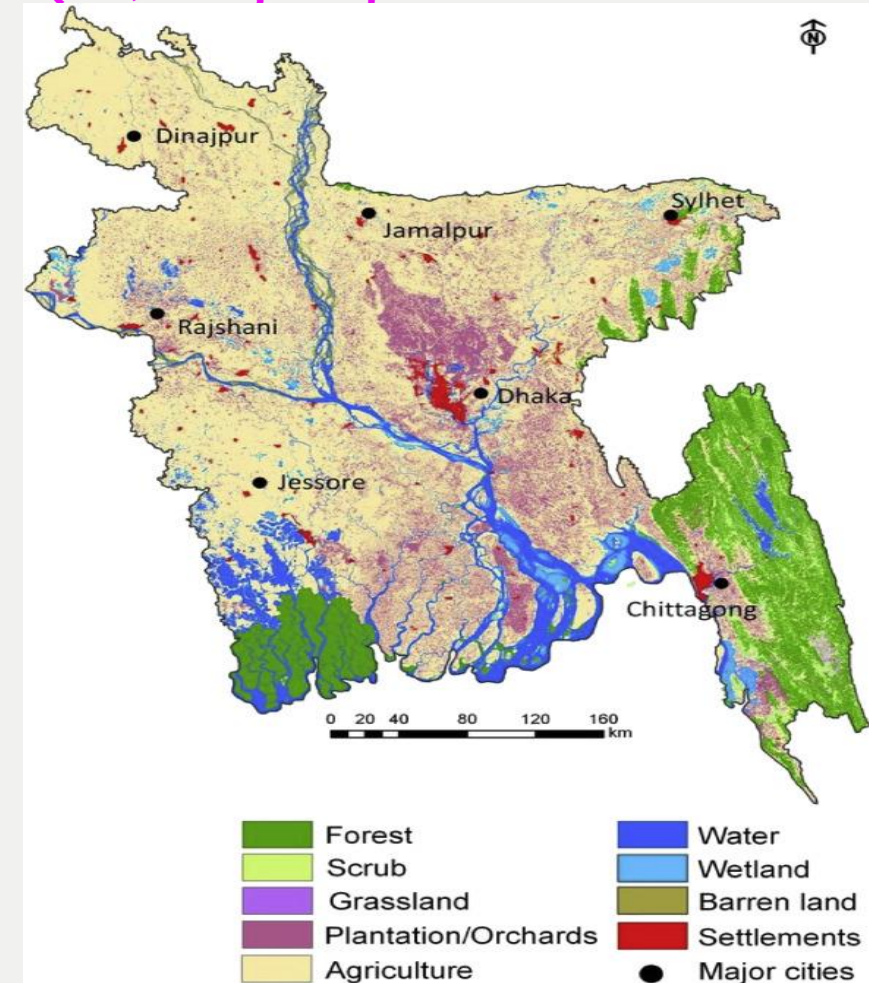 N
Dinajpur
Sylhet
Jamalpur
Rajshani
Dhaka
Jessore
Chittagong
0 20 40 80 120 160
km
Forest
Scrub
Grassland
Plantation/Orchards
Agriculture
Water
Wetland
Barren land
Settlements
Major cities